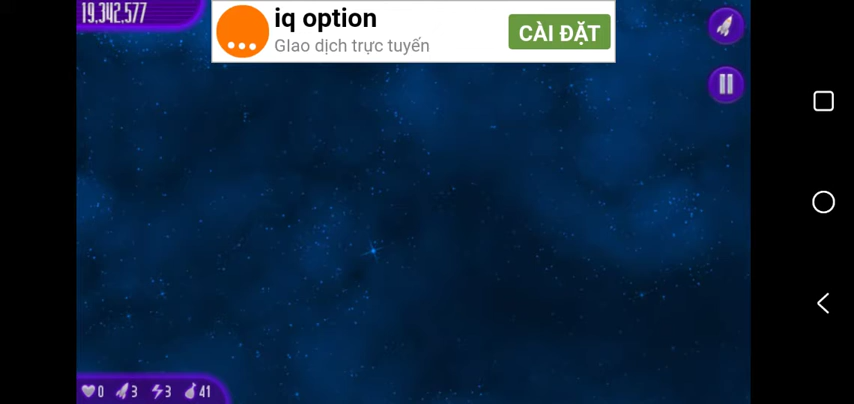 19.342.577
iq option
Giao dịch trực tuyến
CÀI ĐẶT
0 3 3 41